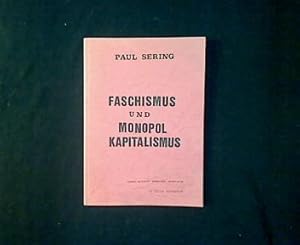 PAUL SERING
FASCHISMUS
UND
MONOPOL
KAPITALISMUS